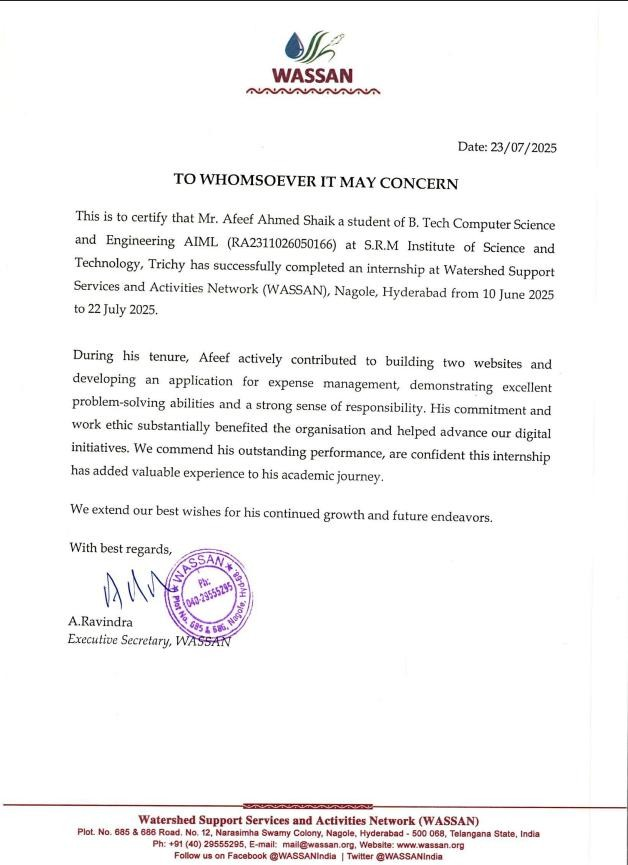 WASSAN
Date: 23/07/2025
TO WHOMSOEVER IT MAY CONCERN
This is to certify that Mr. Afeef Ahmed Shaik a student of B. Tech Computer Science
and Engineering AIML (RA2311026050166) at S.R.M Institute of Science and
Technology, Trichy has successfully completed an internship at Watershed Support
Services and Activities Network (WASSAN), Nagole, Hyderabad from 10 June 2025
to 22 July 2025.
During his tenure, Afeef actively contributed to building two websites and
developing an application for expense management, demonstrating excellent
problem-solving abilities and a strong sense of responsibility. His commitment and
work ethic substantially benefited the organisation and helped advance our digital
initiatives. We commend his outstanding performance, are confident this internship
has added valuable experience to his academic journey.
We extend our best wishes for his continued growth and future endeavors.
With best regards,
★ WASSAN ★
Ph:
040-29555295
Plot No. 685 & 686, Nagole, Hyd-68.
A.Ravindra
Executive Secretary, WASSAN
Watershed Support Services and Activities Network (WASSAN)
Plot. No. 685 & 686 Road. No. 12, Narasimha Swamy Colony, Nagole, Hyderabad - 500 068, Telangana State, India
Ph: +91 (40) 29555295, E-mail: mail@wassan.org, Website: www.wassan.org
Follow us on Facebook @WASSANIndia | Twitter @WASSANIndia